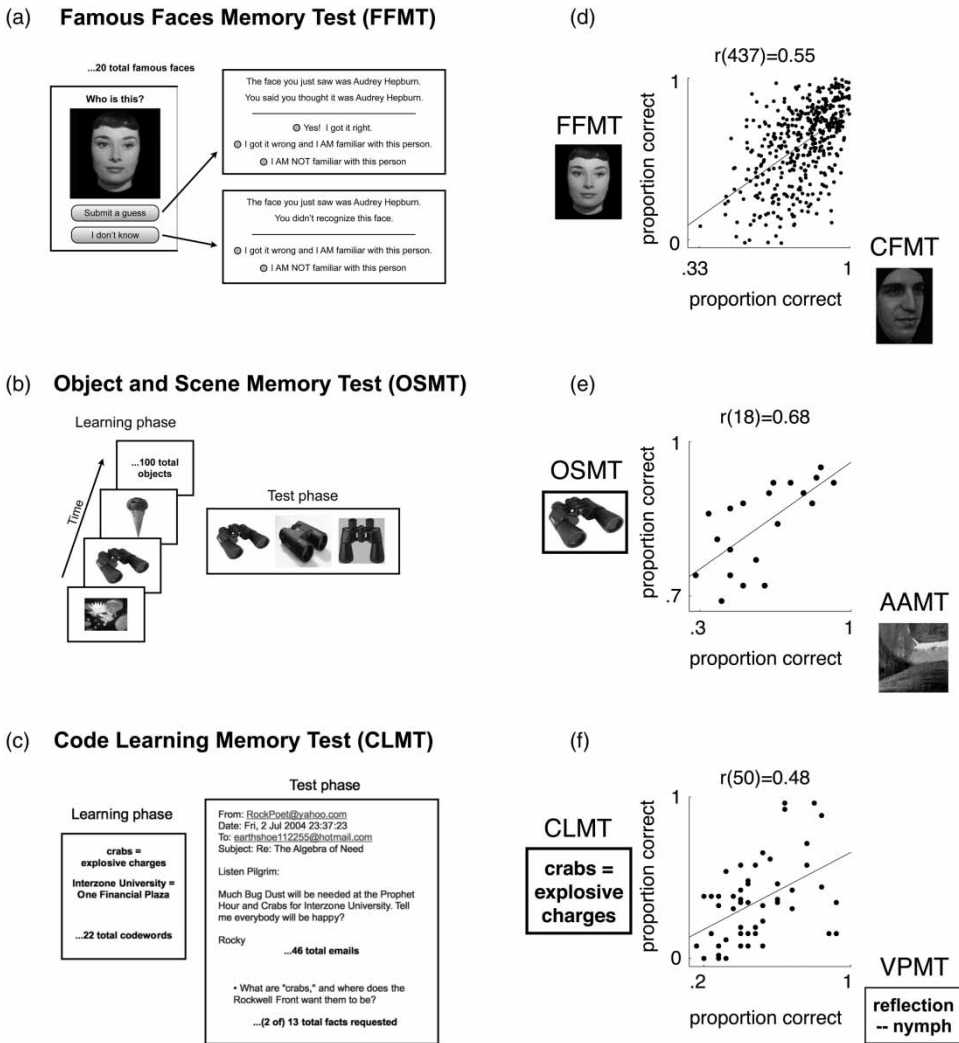 (a) Famous Faces Memory Test (FFMT)
...20 total famous faces
Who is this?
Submit a guess
I don't know
The face you just saw was Audrey Hepburn.
You said you thought it was Audrey Hepburn.
Yes! I got it right.
I got it wrong and I AM familiar with this person.
I AM NOT familiar with this person
The face you just saw was Audrey Hepburn.
You didn't recognize this face.
I got it wrong and I AM familiar with this person.
I AM NOT familiar with this person
(d)
r(437)=0.55
FFMT
proportion correct
1
0
.33
1
proportion correct
CFMT
(b) Object and Scene Memory Test (OSMT)
Learning phase
Time
...100 total
objects
Test phase
(e)
r(18)=0.68
OSMT
proportion correct
1
.7
.3
1
proportion correct
AAMT
(c) Code Learning Memory Test (CLMT)
Learning phase
crabs =
explosive charges
Interzone University =
One Financial Plaza
...22 total codewords
Test phase
From: RockPoet@yahoo.com
Date: Fri, 2 Jul 2004 23:37:23
To: earthshoe112255@hotmail.com
Subject: Re: The Algebra of Need
Listen Pilgrim:
Much Bug Dust will be needed at the Prophet
Hour and Crabs for Interzone University. Tell
me everybody will be happy?
Rocky
...46 total emails
• What are "crabs," and where does the
Rockwell Front want them to be?
...(2 of) 13 total facts requested
(f)
r(50)=0.48
CLMT
crabs =
explosive
charges
proportion correct
1
0
.2
1
proportion correct
VPMT
reflection
-- nymph